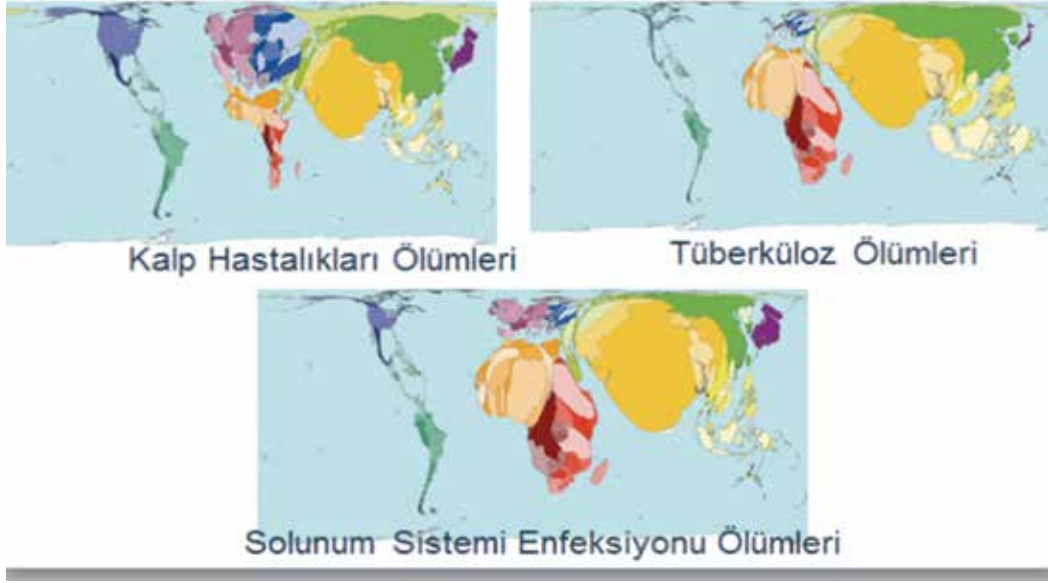 Kalp Hastalıkları Ölümleri
Tüberküloz Ölümleri
Solunum Sistemi Enfeksiyonu Ölümleri